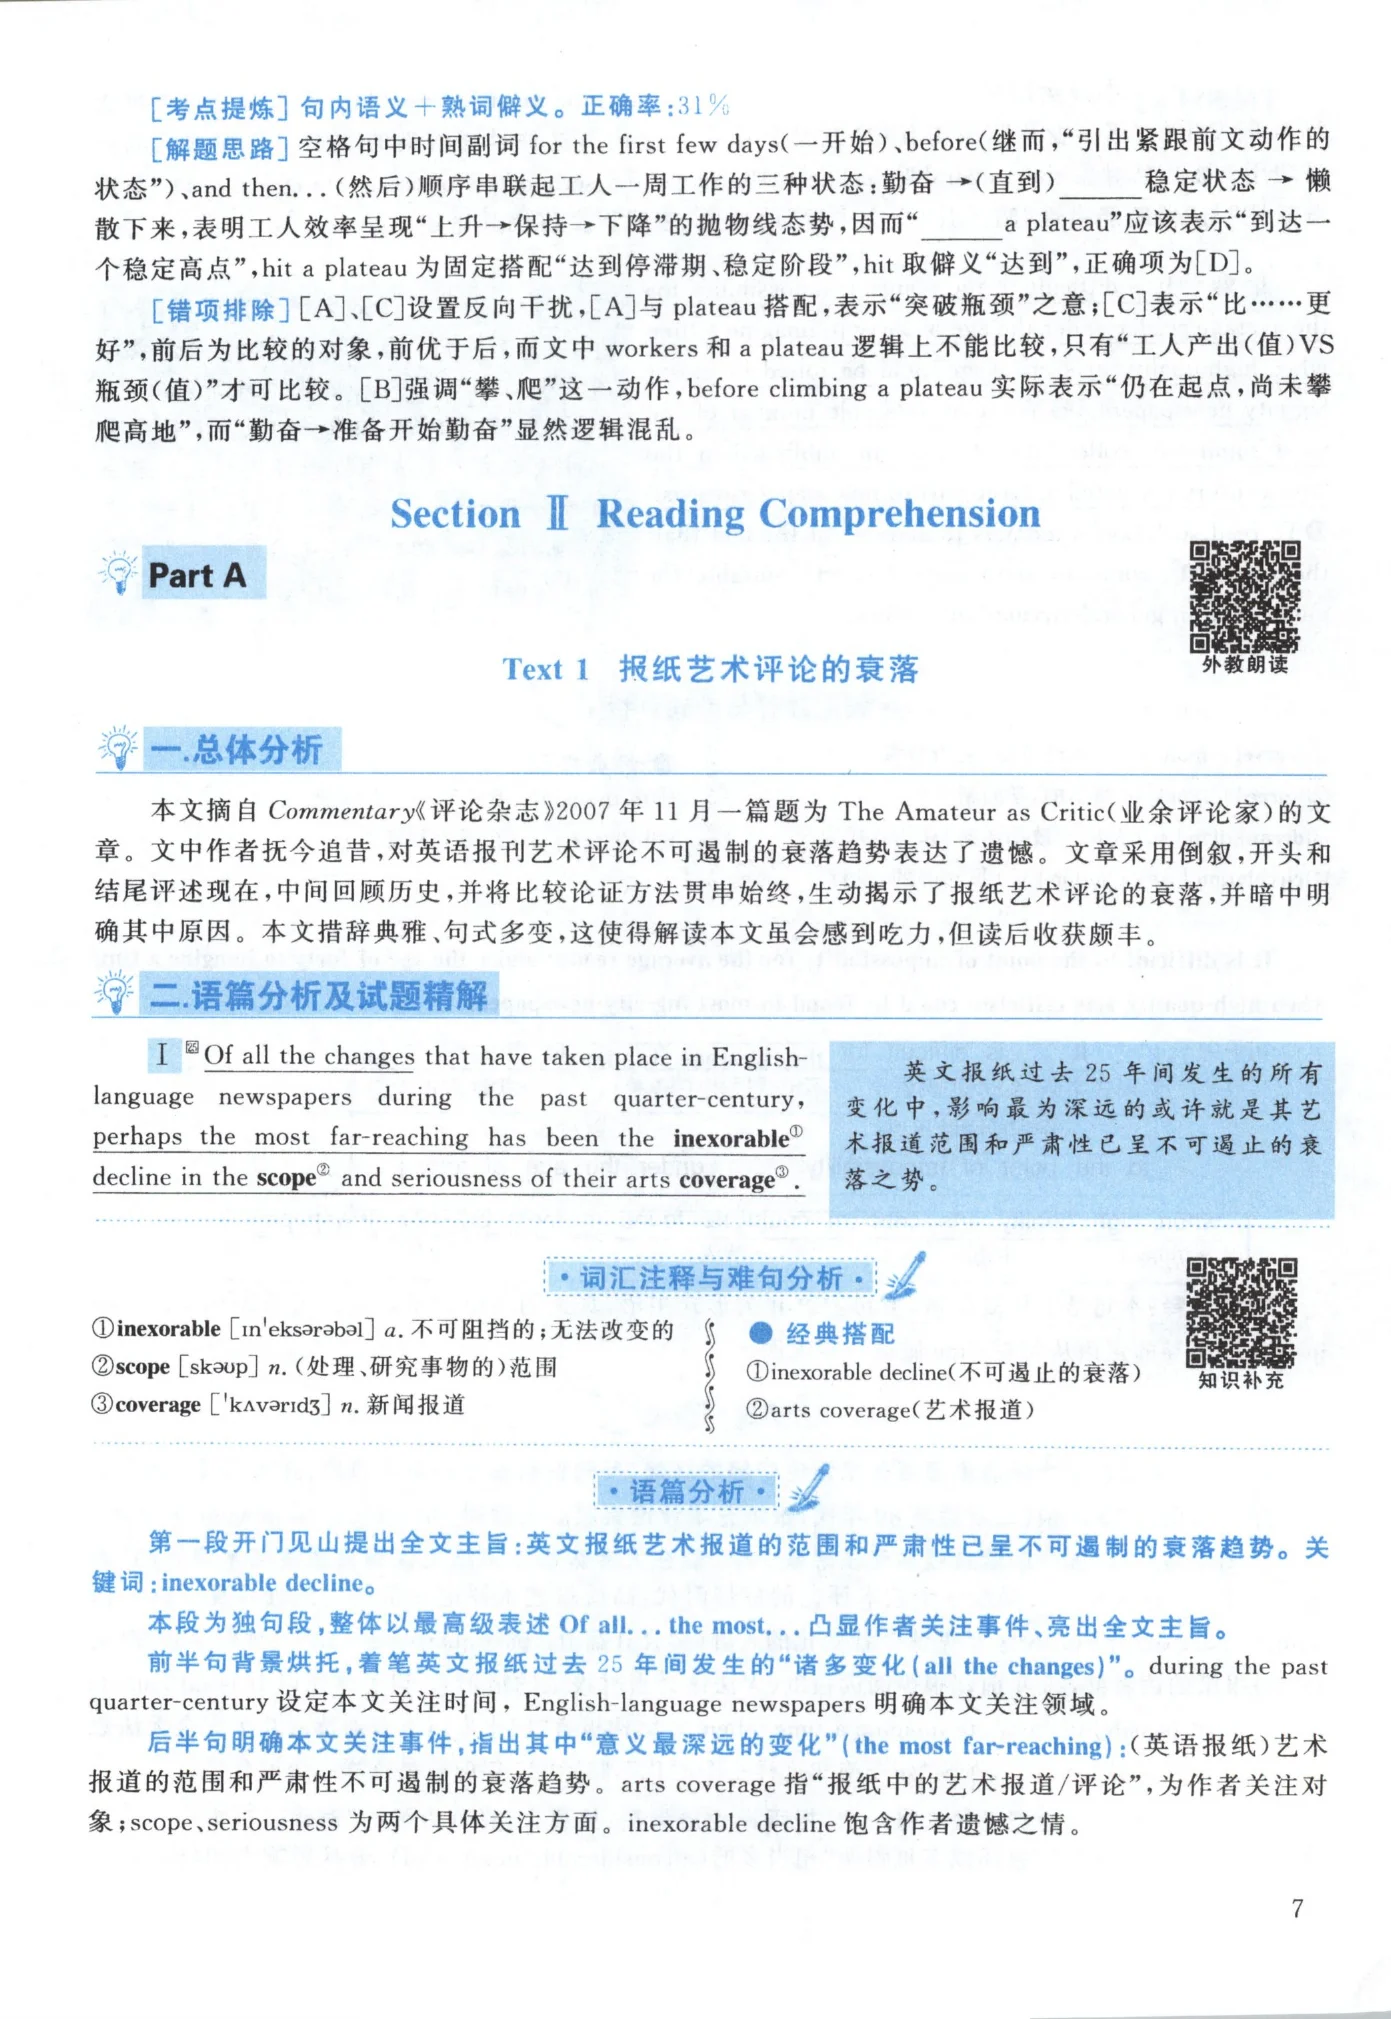 [考点提炼] 句内语义＋熟词僻义。正确率:31%
[解题思路] 空格句中时间副词 for the first few days(一开始)、before(继而,“引出紧跟前文动作的
状态”)、and then...(然后)顺序串联起工人一周工作的三种状态:勤奋 →(直到) ______ 稳定状态 → 懒
散下来,表明工人效率呈现“上升→保持→下降”的抛物线态势,因而“______a plateau”应该表示“到达一
个稳定高点”,hit a plateau 为固定搭配“达到停滞期、稳定阶段”,hit 取僻义“达到”,正确项为[D]。
[错项排除] [A]、[C]设置反向干扰,[A]与 plateau 搭配,表示“突破瓶颈”之意;[C]表示“比……更
好”,前后为比较的对象,前优于后,而文中 workers 和 a plateau 逻辑上不能比较,只有“工人产出(值)VS
瓶颈(值)”才可比较。[B]强调“攀、爬”这一动作,before climbing a plateau 实际表示“仍在起点,尚未攀
爬高地”,而“勤奋→准备开始勤奋”显然逻辑混乱。
Section Ⅱ Reading Comprehension
Part A
外教朗读
Text 1 报纸艺术评论的衰落
一.总体分析
本文摘自 Commentary《评论杂志》2007 年 11 月一篇题为 The Amateur as Critic(业余评论家)的文
章。文中作者抚今追昔,对英语报刊艺术评论不可遏制的衰落趋势表达了遗憾。文章采用倒叙,开头和
结尾评述现在,中间回顾历史,并将比较论证方法贯串始终,生动揭示了报纸艺术评论的衰落,并暗中明
确其中原因。本文措辞典雅、句式多变,这使得解读本文虽会感到吃力,但读后收获颇丰。
二.语篇分析及试题精解
Ⅰ Of all the changes that have taken place in English-
language newspapers during the past quarter-century,
perhaps the most far-reaching has been the inexorable①
decline in the scope② and seriousness of their arts coverage③.
英文报纸过去 25 年间发生的所有
变化中,影响最为深远的或许就是其艺
术报道范围和严肃性已呈不可遏止的衰
落之势。
·词汇注释与难句分析·
①inexorable [ɪnˈeksərəbəl] a. 不可阻挡的;无法改变的
②scope [skəʊp] n. (处理、研究事物的)范围
③coverage [ˈkʌvərɪdʒ] n. 新闻报道
● 经典搭配
①inexorable decline(不可遏止的衰落)
②arts coverage(艺术报道)
知识补充
·语篇分析·
第一段开门见山提出全文主旨:英文报纸艺术报道的范围和严肃性已呈不可遏制的衰落趋势。关
键词:inexorable decline。
本段为独句段,整体以最高级表述 Of all... the most... 凸显作者关注事件、亮出全文主旨。
前半句背景烘托,着笔英文报纸过去 25 年间发生的“诸多变化(all the changes)”。during the past
quarter-century 设定本文关注时间, English-language newspapers 明确本文关注领域。
后半句明确本文关注事件,指出其中“意义最深远的变化”(the most far-reaching):(英语报纸)艺术
报道的范围和严肃性不可遏制的衰落趋势。arts coverage 指“报纸中的艺术报道/评论”,为作者关注对
象;scope、seriousness 为两个具体关注方面。inexorable decline 饱含作者遗憾之情。
7